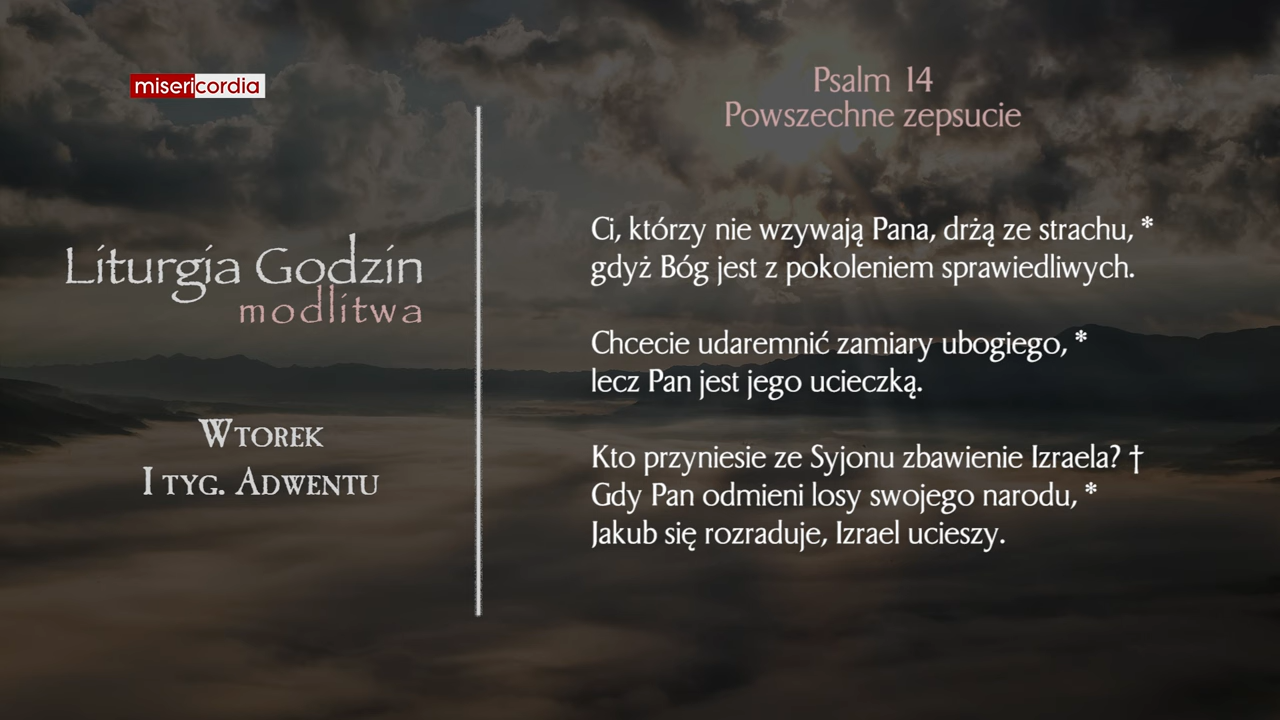 misericordia
Liturgia Godzin
modlitwa
Wtorek
I tyg. Adwentu
Psalm 14
Powszechne zepsucie
Ci, którzy nie wzywają Pana, drżą ze strachu, *
gdyż Bóg jest z pokoleniem sprawiedliwych.
Chcecie udaremnić zamiary ubogiego, *
lecz Pan jest jego ucieczką.
Kto przyniesie ze Syjonu zbawienie Izraela? †
Gdy Pan odmieni losy swojego narodu, *
Jakub się rozraduje, Izrael ucieszy.